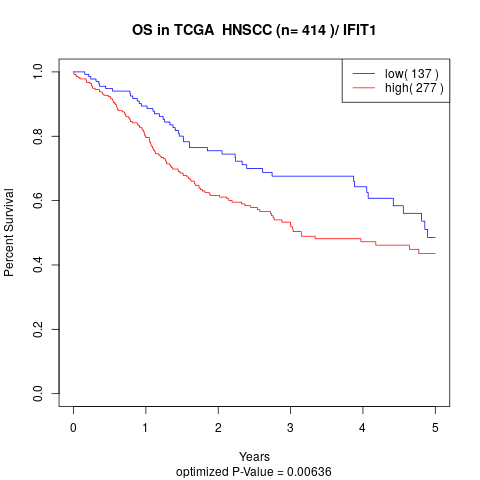 OS in TCGA  HNSCC (n= 414 )/ IFIT1
low( 137 )
high( 277 )
Percent Survival
1.0
0.8
0.6
0.4
0.2
0.0
0 1 2 3 4 5
Years
optimized P-Value = 0.00636